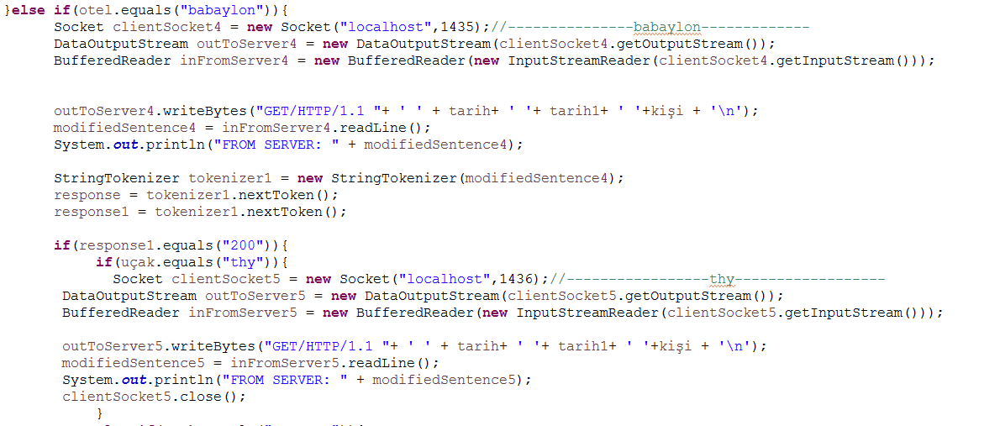 }else if(otel.equals("babaylon")){
Socket clientSocket4 = new Socket("localhost",1435);//---------------babaylon-------------
DataOutputStream outToServer4 = new DataOutputStream(clientSocket4.getOutputStream());
BufferedReader inFromServer4 = new BufferedReader(new InputStreamReader(clientSocket4.getInputStream()));
outToServer4.writeBytes("GET/HTTP/1.1 "+ ' ' + tarih+ ' '+ tarih1+ ' '+kişi + '\n');
modifiedSentence4 = inFromServer4.readLine();
System.out.println("FROM SERVER: " + modifiedSentence4);
StringTokenizer tokenizer1 = new StringTokenizer(modifiedSentence4);
response = tokenizer1.nextToken();
response1 = tokenizer1.nextToken();
if(response1.equals("200")){
if(uçak.equals("thy")){
Socket clientSocket5 = new Socket("localhost",1436);//-----------------thy------------------
DataOutputStream outToServer5 = new DataOutputStream(clientSocket5.getOutputStream());
BufferedReader inFromServer5 = new BufferedReader(new InputStreamReader(clientSocket5.getInputStream()));
outToServer5.writeBytes("GET/HTTP/1.1 "+ ' ' + tarih+ ' '+ tarih1+ ' '+kişi + '\n');
modifiedSentence5 = inFromServer5.readLine();
System.out.println("FROM SERVER: " + modifiedSentence5);
clientSocket5.close();
}